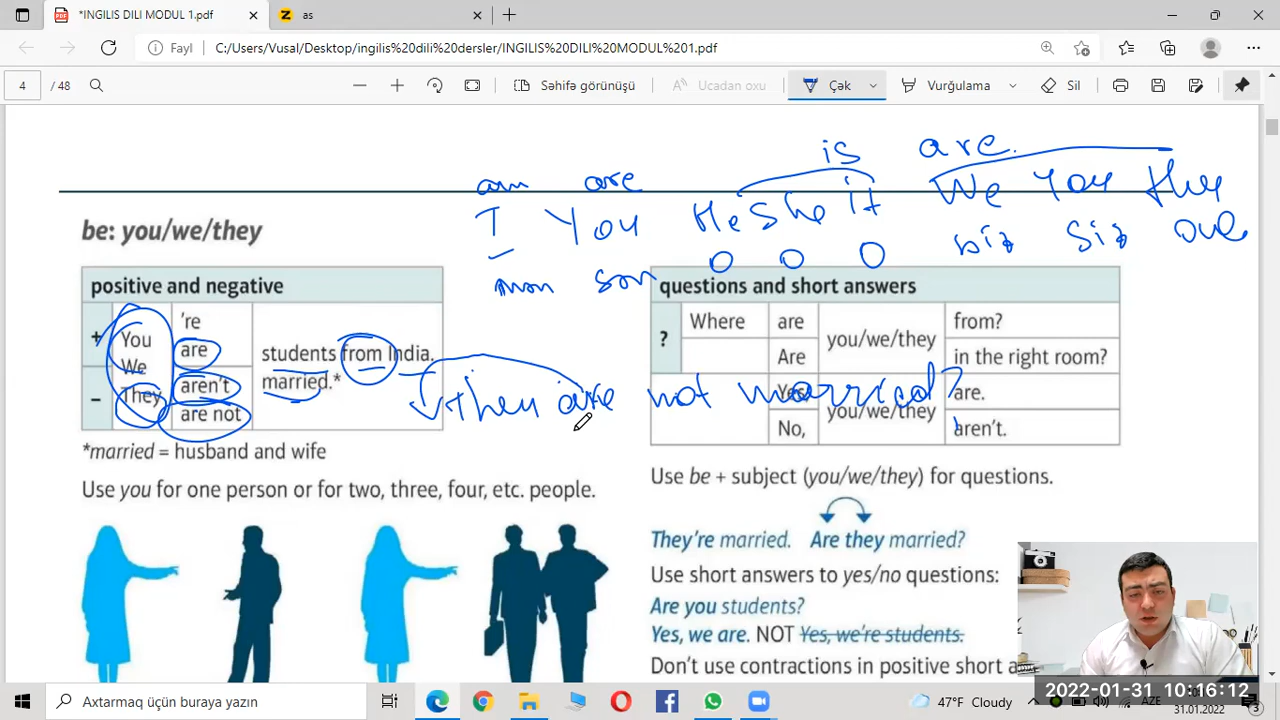 *INGILIS DILI MODUL 1.pdf
as
Fayl
C:/Users/Vusal/Desktop/ingilis%20dili%20dersler/INGILIS%20DILI%20MODUL%201.pdf
4 / 48
Səhifə görünüşü
Ucadan oxu
Çək
Vurğulama
Sil
is are.
am are
I You He She it We You they
biz siz
mən sən O O O
be: you/we/they
positive and negative
+ You We They 're
are
students from India.
married.*
aren't
– are not
*married = husband and wife
questions and short answers
? Where are you/we/they from?
Are in the right room?
Yes, you/we/they are.
No, aren't.
they are not married?
Use you for one person or for two, three, four, etc. people.
Use be + subject (you/we/they) for questions.
They're married. Are they married?
Use short answers to yes/no questions:
Are you students?
Yes, we are. NOT Yes, we're students.
Don't use contractions in positive short a
2022-01-31 10:16:12
Axtarmaq üçün buraya yazın
47°F Cloudy
AZE
31.01.2022
3